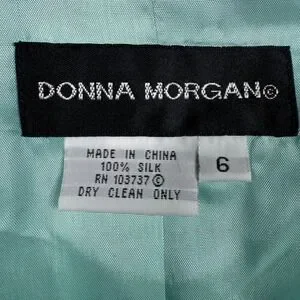 DONNA MORGAN©
MADE IN CHINA
100% SILK
RN 103737 ©
DRY CLEAN ONLY
6